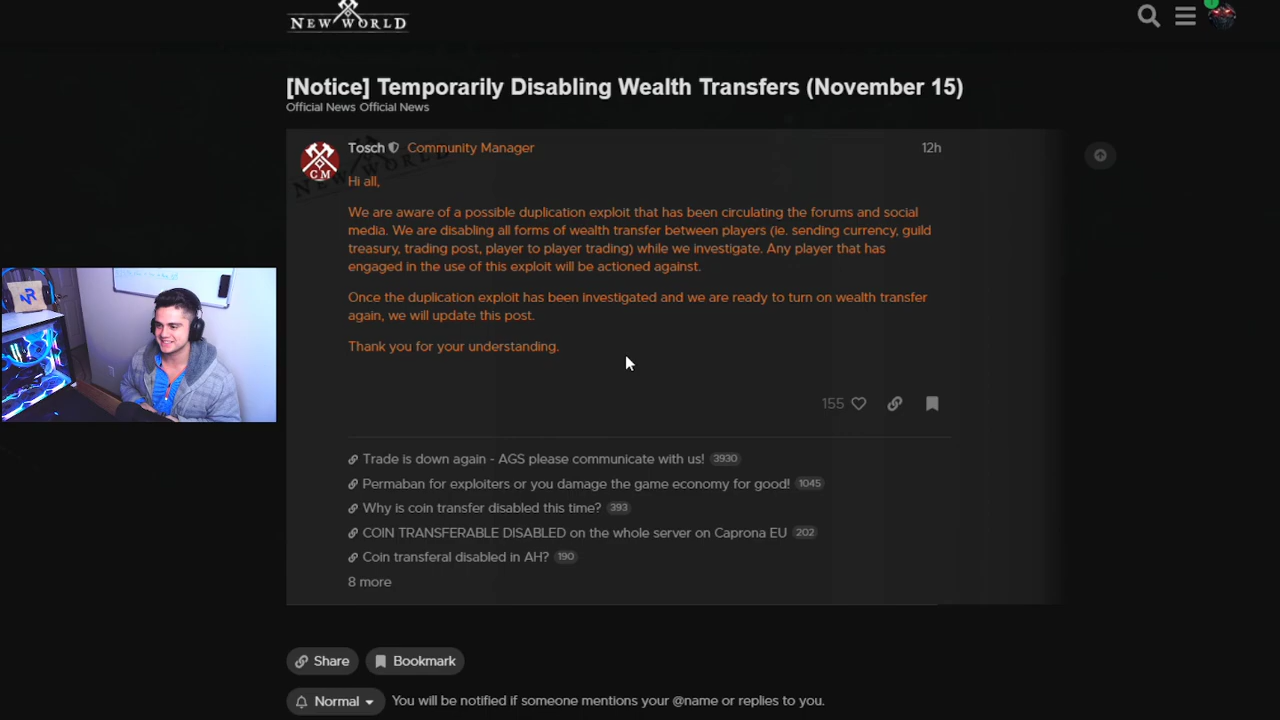 NEW WORLD
[Notice] Temporarily Disabling Wealth Transfers (November 15)
Official News Official News
Tosch Community Manager 12h
CM
Hi all,
We are aware of a possible duplication exploit that has been circulating the forums and social
media. We are disabling all forms of wealth transfer between players (ie. sending currency, guild
treasury, trading post, player to player trading) while we investigate. Any player that has
engaged in the use of this exploit will be actioned against.
Once the duplication exploit has been investigated and we are ready to turn on wealth transfer
again, we will update this post.
Thank you for your understanding.
155
Trade is down again - AGS please communicate with us! 3930
Permaban for exploiters or you damage the game economy for good! 1045
Why is coin transfer disabled this time? 393
COIN TRANSFERABLE DISABLED on the whole server on Caprona EU 202
Coin transferal disabled in AH? 190
8 more
Share Bookmark
Normal You will be notified if someone mentions your @name or replies to you.